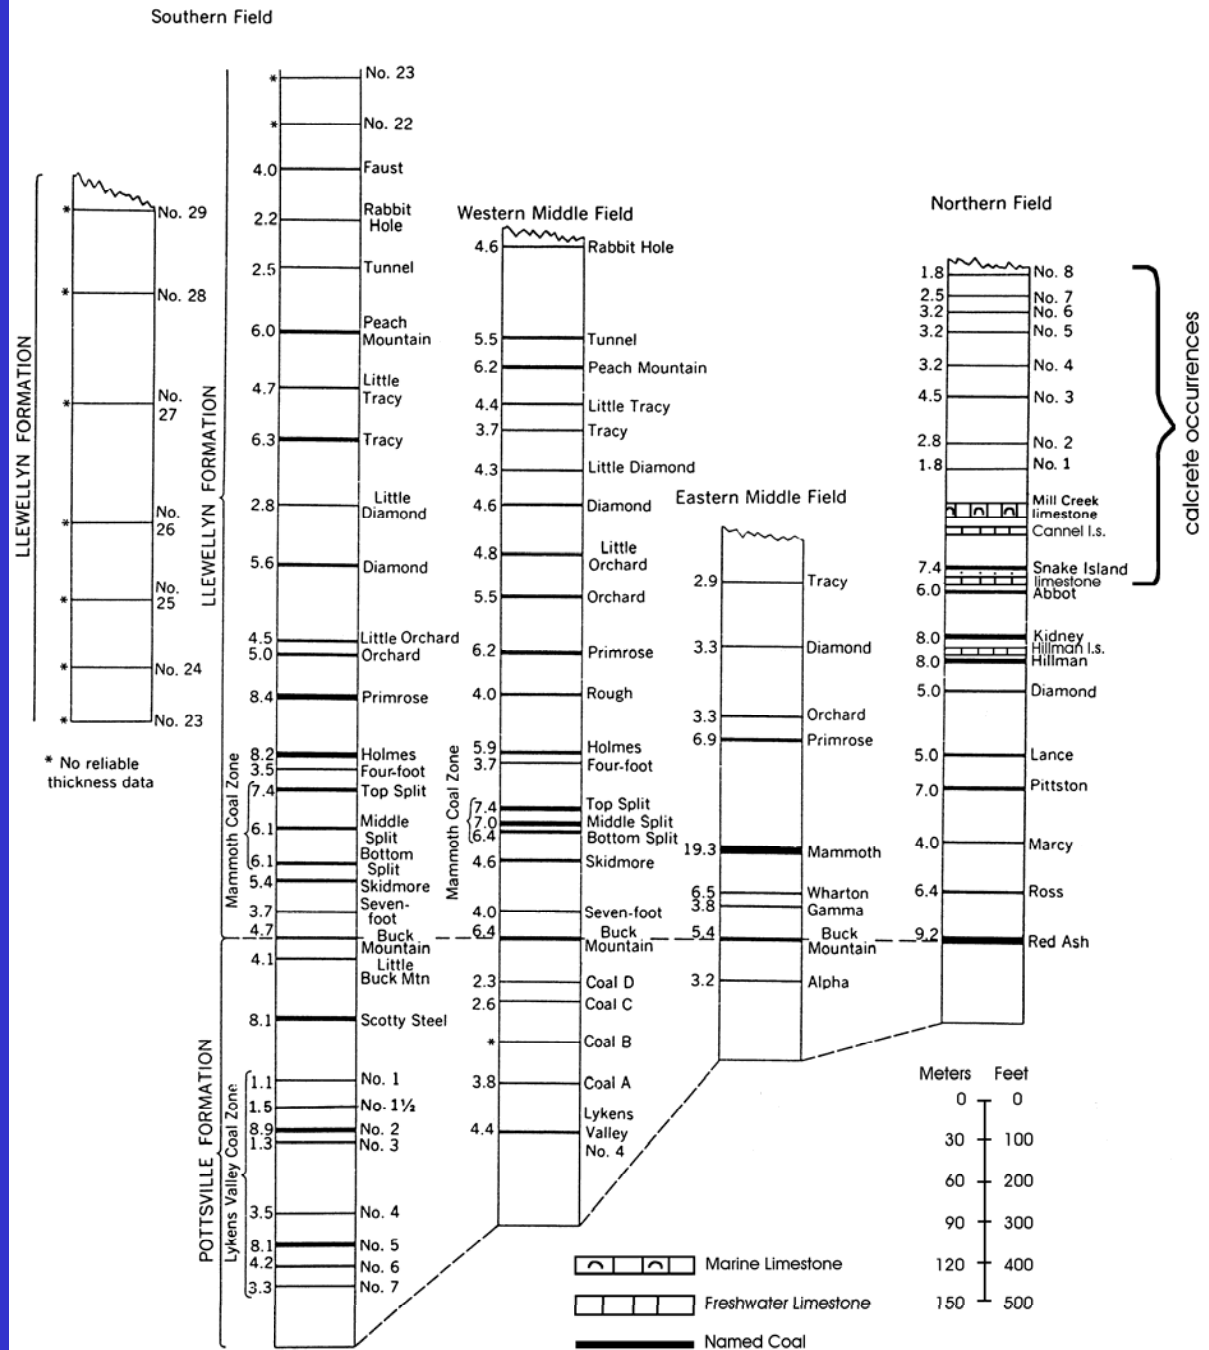 Southern Field
LLEWELLYN FORMATION
* No. 29
* No. 28
* No.
27
* No.
26
* No.
25
* No. 24
* No. 23
* No reliable
thickness data
LLEWELLYN FORMATION
* No. 23
* No. 22
4.0 Faust
2.2 Rabbit
Hole
2.5 Tunnel
6.0 Peach
Mountain
4.7 Little
Tracy
6.3 Tracy
2.8 Little
Diamond
5.6 Diamond
4.5 Little Orchard
5.0 Orchard
8.4 Primrose
Mammoth Coal Zone
8.2 Holmes
3.5 Four-foot
7.4 Top Split
6.1 Middle
Split
6.1 Bottom
Split
5.4 Skidmore
3.7 Seven-
foot
4.7 Buck
Mountain
POTTSVILLE FORMATION
4.1 Little
Buck Mtn
8.1 Scotty Steel
Lykens Valley Coal Zone
1.1 No. 1
1.5 No. 1½
8.9 No. 2
1.3 No. 3
3.5 No. 4
8.1 No. 5
4.2 No. 6
3.3 No. 7
Western Middle Field
4.6 Rabbit Hole
5.5 Tunnel
6.2 Peach Mountain
4.4 Little Tracy
3.7 Tracy
4.3 Little Diamond
4.6 Diamond
4.8 Little
Orchard
5.5 Orchard
6.2 Primrose
4.0 Rough
Mammoth Coal Zone
5.9 Holmes
3.7 Four-foot
7.4 Top Split
7.0 Middle Split
6.4 Bottom Split
4.6 Skidmore
4.0 Seven-foot
6.4 Buck
Mountain
2.3 Coal D
2.6 Coal C
* Coal B
3.8 Coal A
4.4 Lykens
Valley
No. 4
Eastern Middle Field
2.9 Tracy
3.3 Diamond
3.3 Orchard
6.9 Primrose
19.3 Mammoth
6.5 Wharton
3.8 Gamma
5.4 Buck
Mountain
3.2 Alpha
Northern Field
1.8 No. 8
2.5 No. 7
3.2 No. 6
3.2 No. 5
3.2 No. 4
4.5 No. 3
2.8 No. 2
1.8 No. 1
Mill Creek
limestone
Cannel l.s.
7.4 Snake Island
limestone
6.0 Abbot
8.0 Kidney
Hillman l.s.
8.0 Hillman
5.0 Diamond
5.0 Lance
7.0 Pittston
4.0 Marcy
6.4 Ross
9.2 Red Ash
calcrete occurrences
Meters Feet
0 0
30 100
60 200
90 300
120 400
150 500
Marine Limestone
Freshwater Limestone
Named Coal